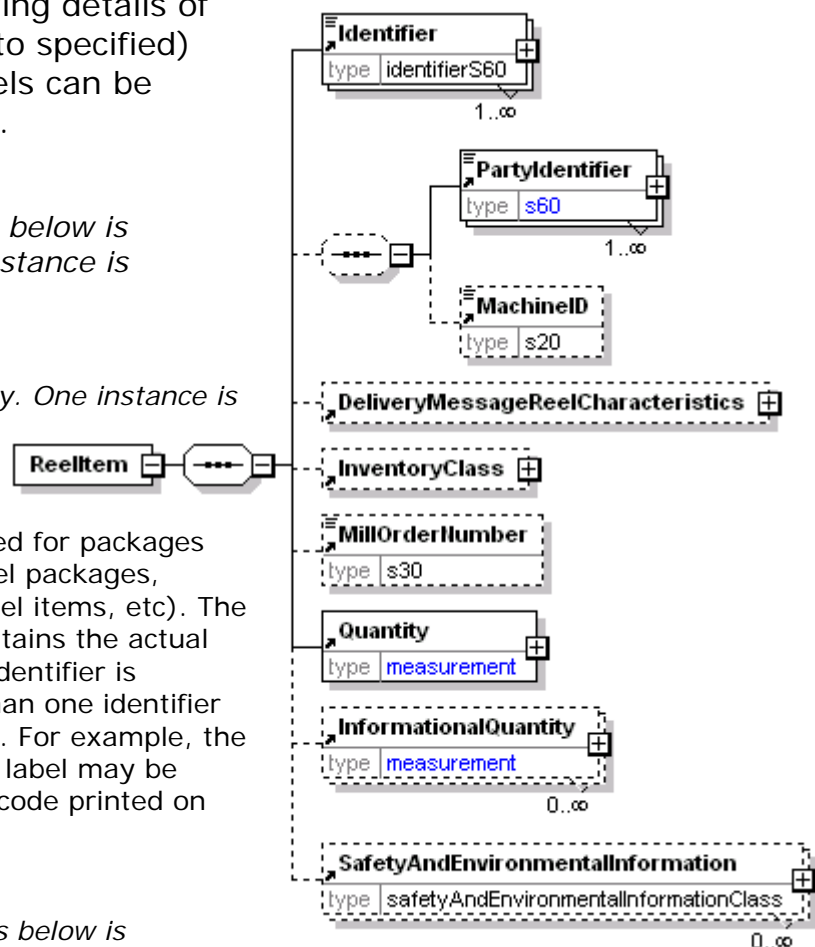 ing details of
to specified)
els can be
.
below is
stance is
y. One instance is
ed for packages
el packages,
el items, etc). The
tains the actual
dentifier is
an one identifier
. For example, the
label may be
code printed on
s below is
ReelItem
Identifier
type identifierS60
1..∞
PartyIdentifier
type s60
1..∞
MachineID
type s20
DeliveryMessageReelCharacteristics
InventoryClass
MillOrderNumber
type s30
Quantity
type measurement
InformationalQuantity
type measurement
0..∞
SafetyAndEnvironmentalInformation
type safetyAndEnvironmentalInformationClass
0..∞